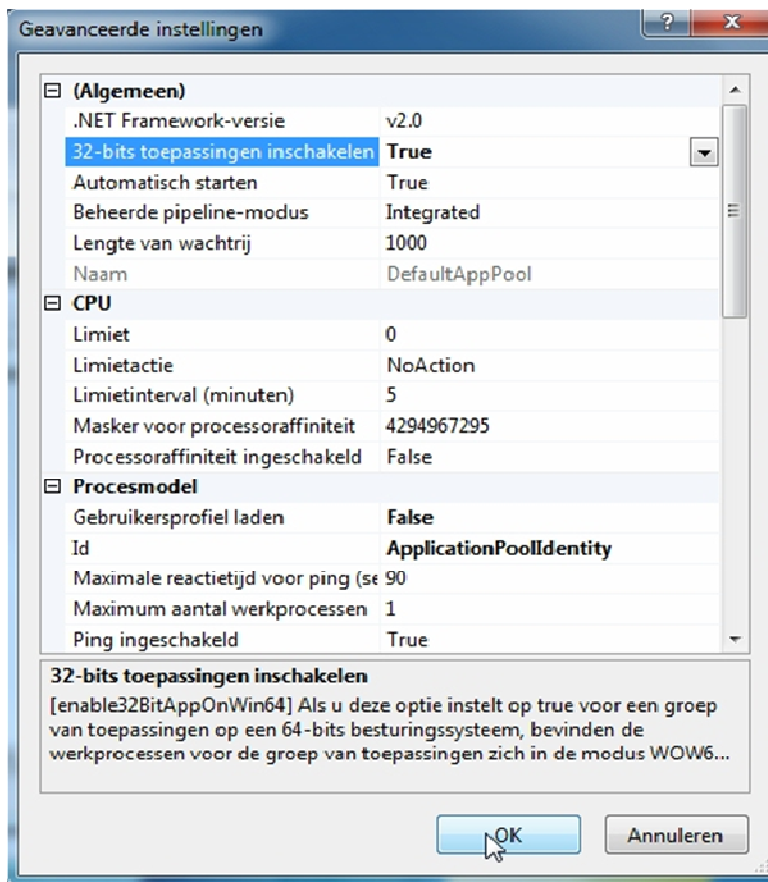 Geavanceerde instellingen
(Algemeen)
.NET Framework-versie v2.0
32-bits toepassingen inschakelen True
Automatisch starten True
Beheerde pipeline-modus Integrated
Lengte van wachtrij 1000
Naam DefaultAppPool
CPU
Limiet 0
Limietactie NoAction
Limietinterval (minuten) 5
Masker voor processoraffiniteit 4294967295
Processoraffiniteit ingeschakeld False
Procesmodel
Gebruikersprofiel laden False
Id ApplicationPoolIdentity
Maximale reactietijd voor ping (se 90
Maximum aantal werkprocessen 1
Ping ingeschakeld True
32-bits toepassingen inschakelen
[enable32BitAppOnWin64] Als u deze optie instelt op true voor een groep
van toepassingen op een 64-bits besturingssysteem, bevinden de
werkprocessen voor de groep van toepassingen zich in de modus WOW6...
OK Annuleren